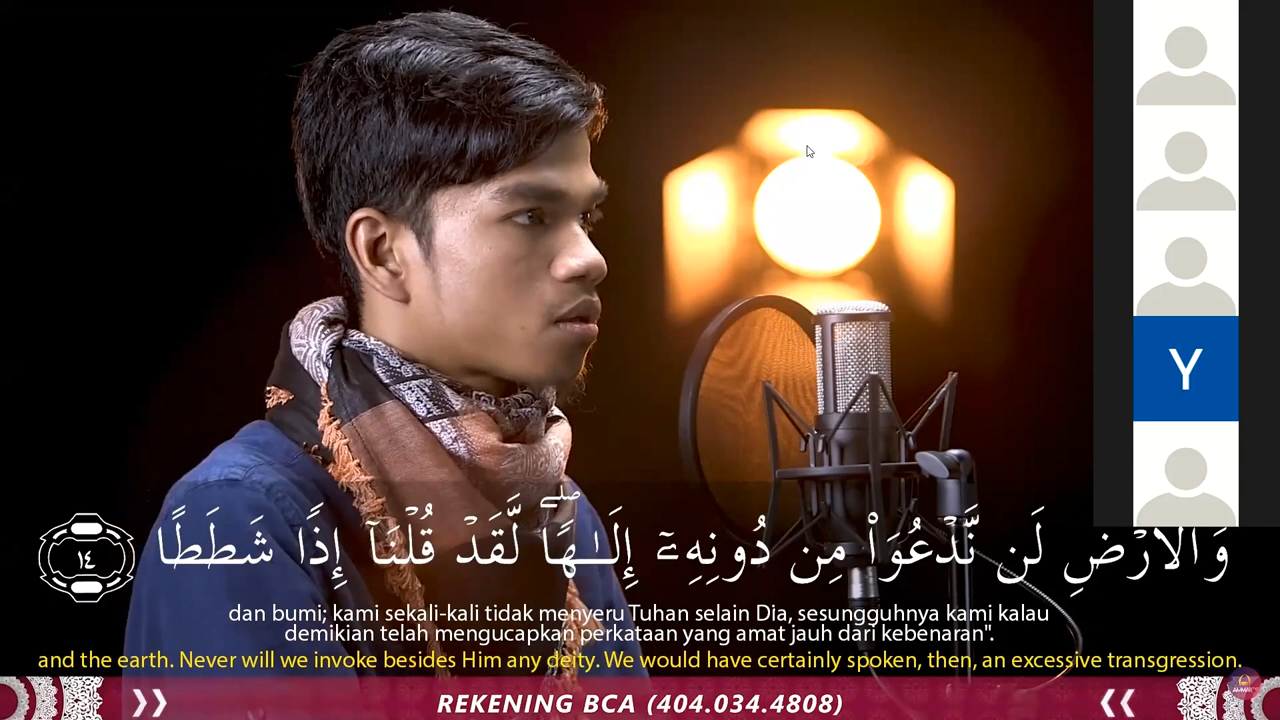 Y
وَالْارْضِ لَن نَّدْعُوَا۟ مِن دُونِهِۦٓ إِلَـٰهًا ۖ لَّقَدْ قُلْنَآ إِذًا شَطَطًا
١٤
dan bumi; kami sekali-kali tidak menyeru Tuhan selain Dia, sesungguhnya kami kalau
demikian telah mengucapkan perkataan yang amat jauh dari kebenaran".
and the earth. Never will we invoke besides Him any deity. We would have certainly spoken, then, an excessive transgression.
REKENING BCA (404.034.4808)